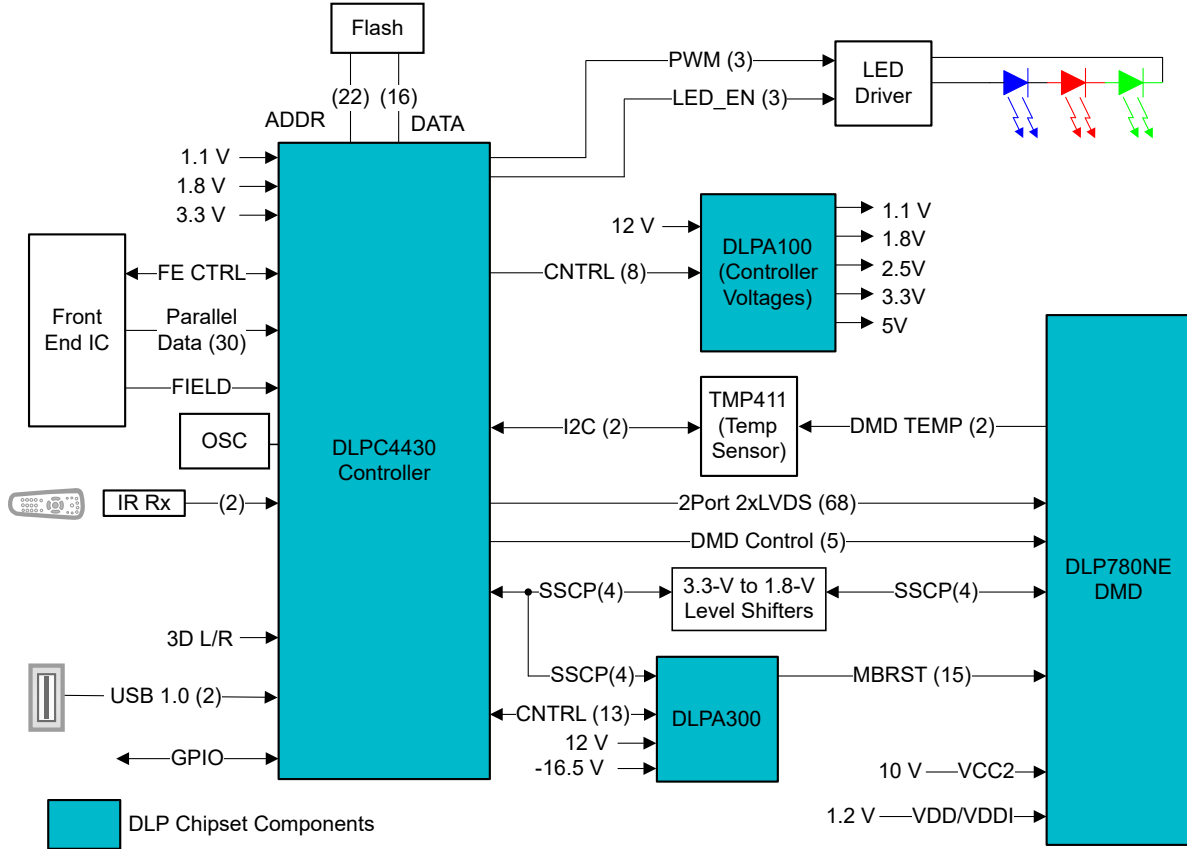 Flash
(22)
(16)
ADDR
DATA
PWM (3)
LED_EN (3)
LED
Driver
1.1 V
1.8 V
3.3 V
12 V
DLPA100
(Controller
Voltages)
1.1 V
1.8V
2.5V
3.3V
5V
CNTRL (8)
Front
End IC
FE CTRL
Parallel
Data (30)
FIELD
OSC
IR Rx
(2)
DLPC4430
Controller
I2C (2)
TMP411
(Temp
Sensor)
DMD TEMP (2)
2Port 2xLVDS (68)
DMD Control (5)
SSCP(4)
3.3-V to 1.8-V
Level Shifters
SSCP(4)
DLP780NE
DMD
3D L/R
USB 1.0 (2)
GPIO
SSCP(4)
CNTRL (13)
12 V
-16.5 V
DLPA300
MBRST (15)
10 V
VCC2
1.2 V
VDD/VDDI
DLP Chipset Components